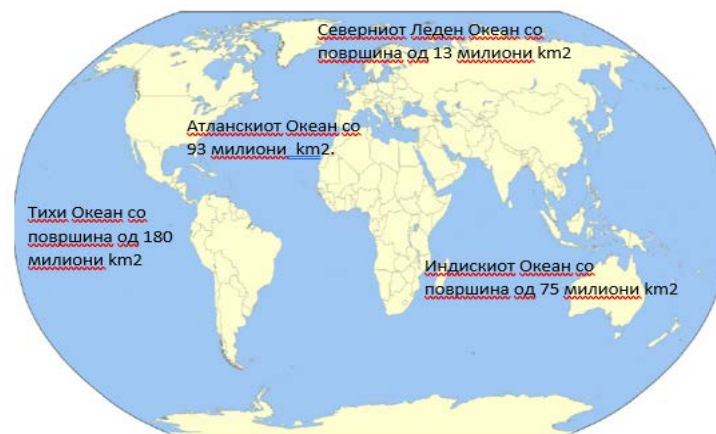 Северниот Леден Океан со
површина од 13 милиони km2
Атланскиот Океан со
93 милиони km2.
Тихи Океан со
површина од 180
милиони km2
Индискиот Океан со
површина од 75 милиони km2